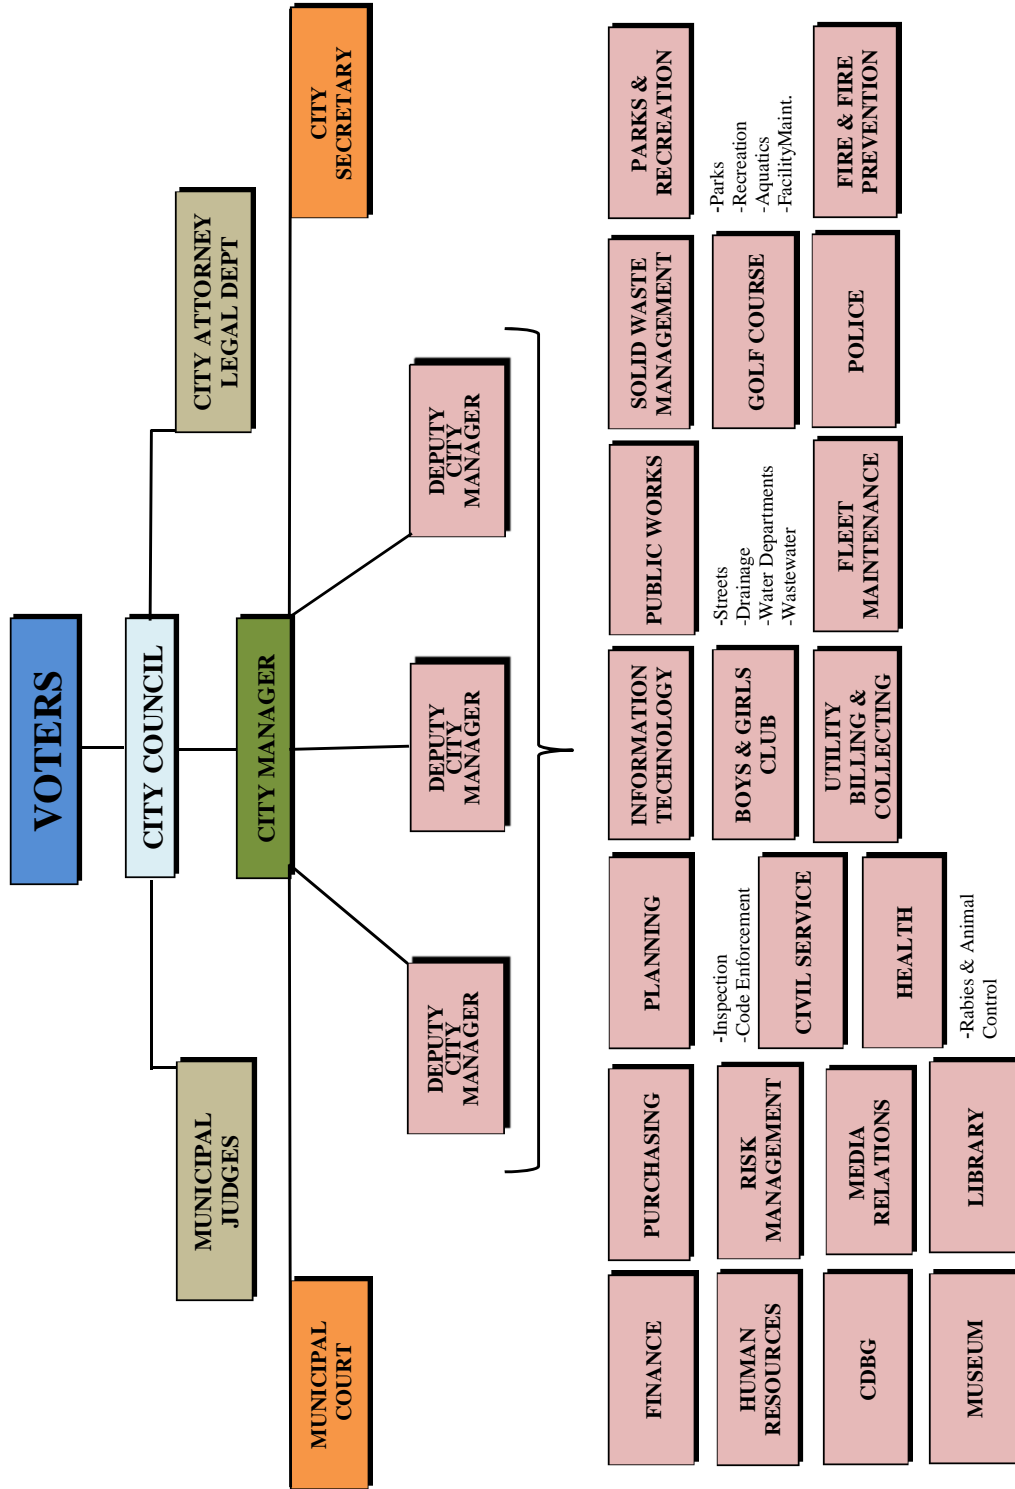 VOTERS
CITY COUNCIL
MUNICIPAL
JUDGES
CITY ATTORNEY
LEGAL DEPT
CITY MANAGER
MUNICIPAL
COURT
CITY
SECRETARY
DEPUTY
CITY
MANAGER
DEPUTY
CITY
MANAGER
DEPUTY
CITY
MANAGER
FINANCE
PURCHASING
PLANNING
-Inspection
-Code Enforcement
INFORMATION
TECHNOLOGY
PUBLIC WORKS
-Streets
-Drainage
-Water Departments
-Wastewater
SOLID WASTE
MANAGEMENT
PARKS &
RECREATION
-Parks
-Recreation
-Aquatics
-FacilityMaint.
HUMAN
RESOURCES
RISK
MANAGEMENT
CIVIL SERVICE
BOYS & GIRLS
CLUB
GOLF COURSE
CDBG
MEDIA
RELATIONS
HEALTH
-Rabies & Animal
Control
UTILITY
BILLING &
COLLECTING
FLEET
MAINTENANCE
POLICE
FIRE & FIRE
PREVENTION
MUSEUM
LIBRARY